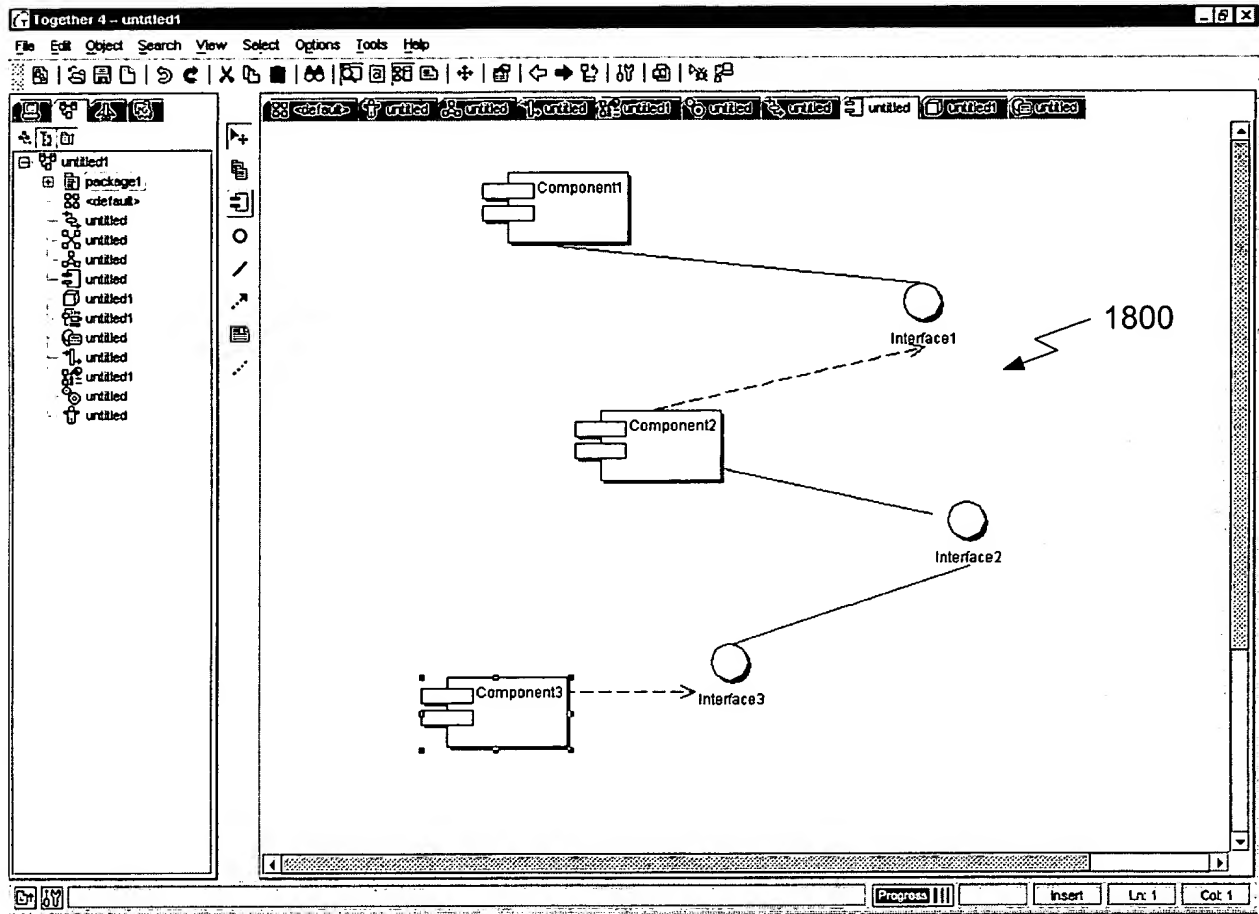 Together 4 – untitled1
File Edit Object Search View Select Options Tools Help
<default> untitled untitled untitled untitled1 untitled untitled untitled untitled1 untitled
untitled1
package1
<default>
untitled
untitled
untitled
untitled
untitled1
untitled1
untitled
untitled
untitled1
untitled
untitled
Component1
Interface1
1800
Component2
Interface2
Component3
Interface3
Progress
Insert
Ln: 1
Col: 1